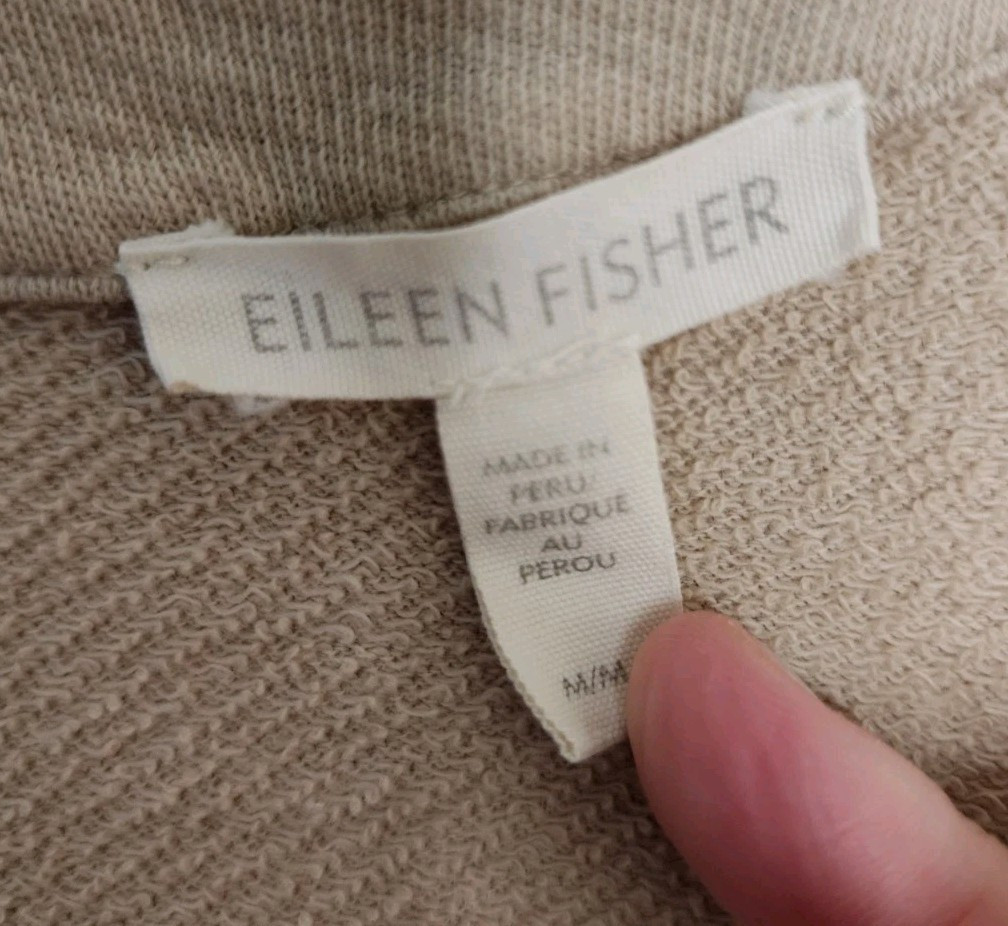 EILEEN FISHER
MADE IN
PERU
FABRIQUE
AU
PEROU
M/M